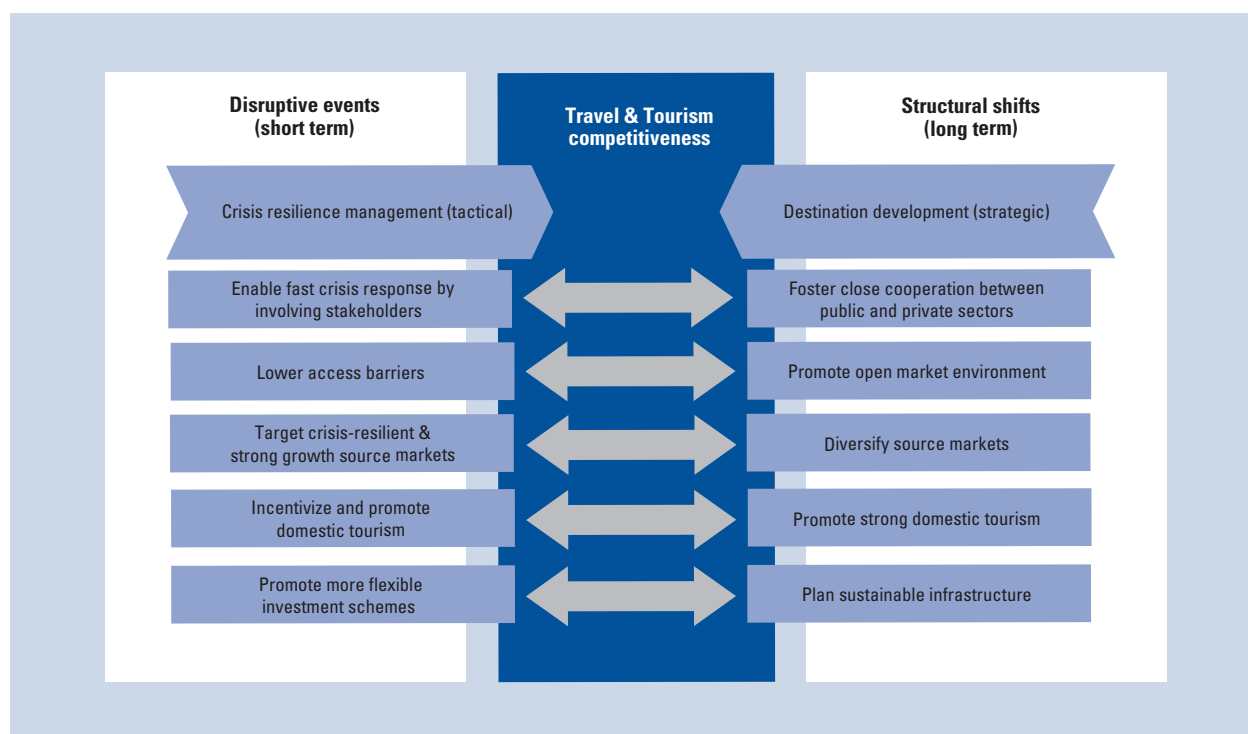 Disruptive events
(short term)
Travel & Tourism
competitiveness
Structural shifts
(long term)
Crisis resilience management (tactical)
Destination development (strategic)
Enable fast crisis response by
involving stakeholders
Foster close cooperation between
public and private sectors
Lower access barriers
Promote open market environment
Target crisis-resilient &
strong growth source markets
Diversify source markets
Incentivize and promote
domestic tourism
Promote strong domestic tourism
Promote more flexible
investment schemes
Plan sustainable infrastructure